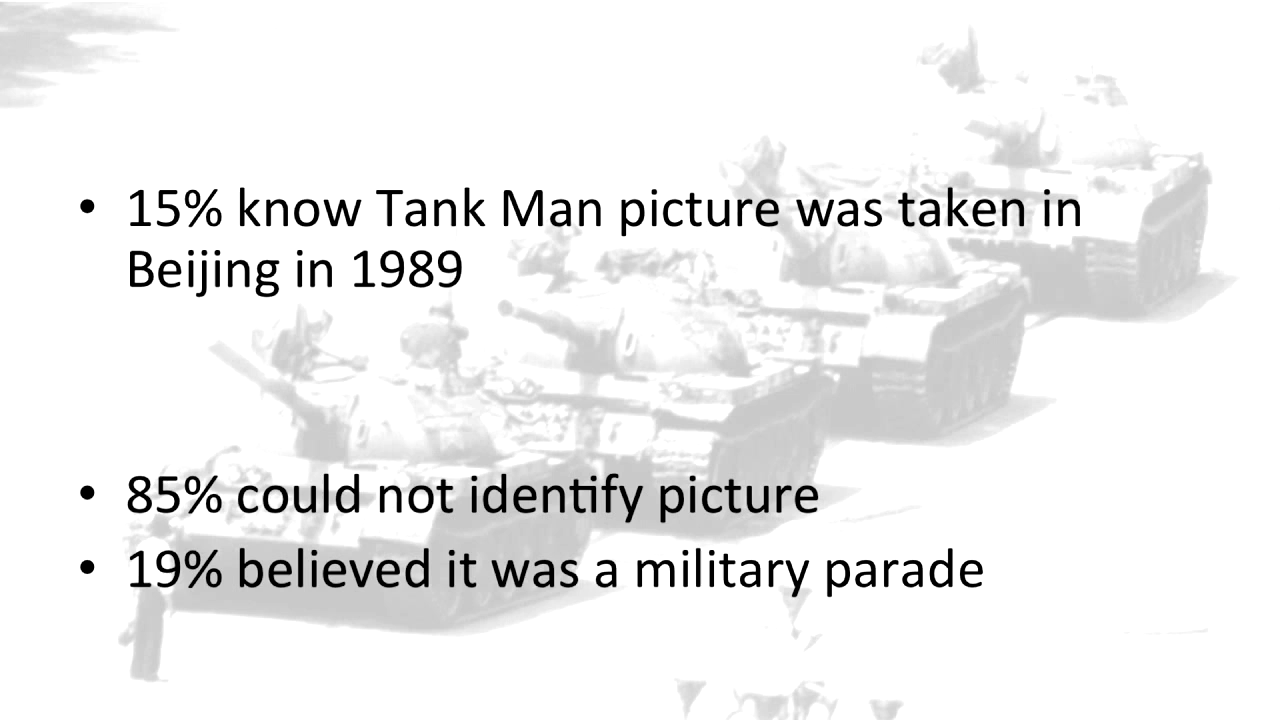 • 15% know Tank Man picture was taken in
Beijing in 1989
• 85% could not identify picture
• 19% believed it was a military parade